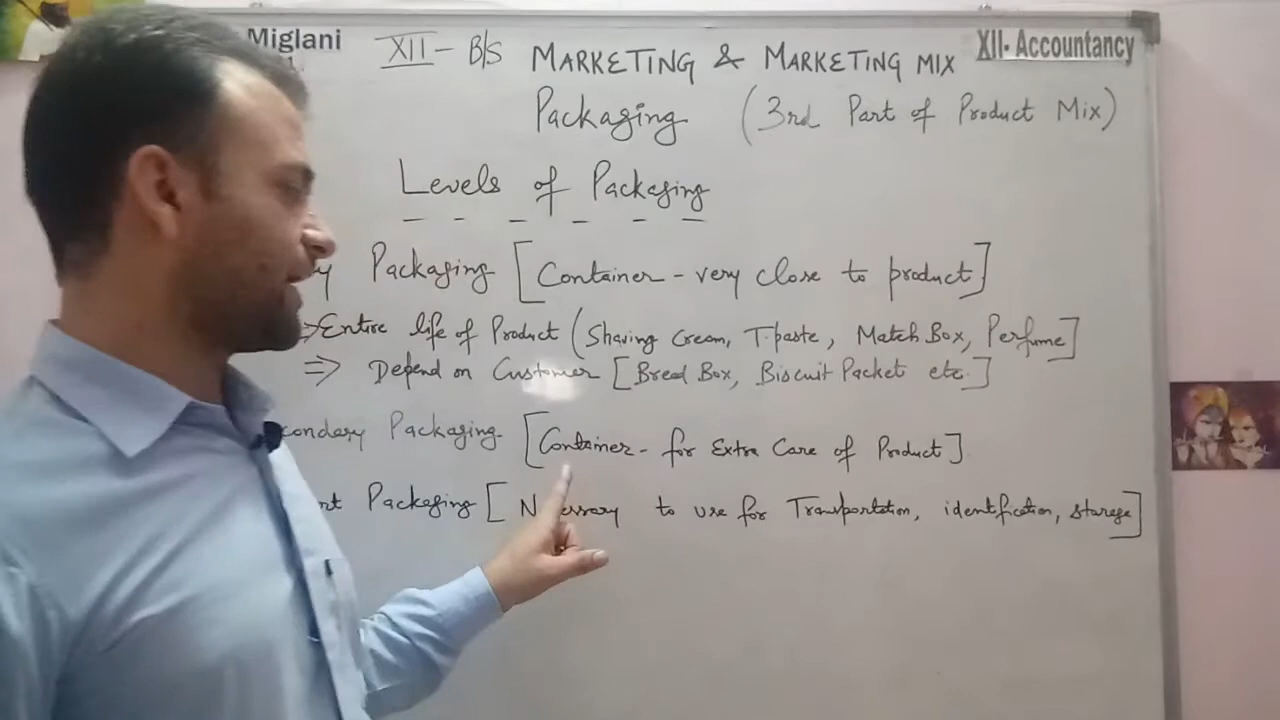 Miglani
XII - B/S MARKETING & MARKETING MIX
XII- Accountancy
Packaging (3rd Part of Product Mix)
Levels of Packaging
y Packaging [Container - very close to product]
⇒ Entire life of Product (Shaving Cream, T.paste, Match Box, Perfume]
⇒ Depend on Customer [Bread Box, Biscuit Packet etc.]
condary Packaging [Container - for Extra Care of Product]
nt Packaging [ to use for Transportation, identification, storage]